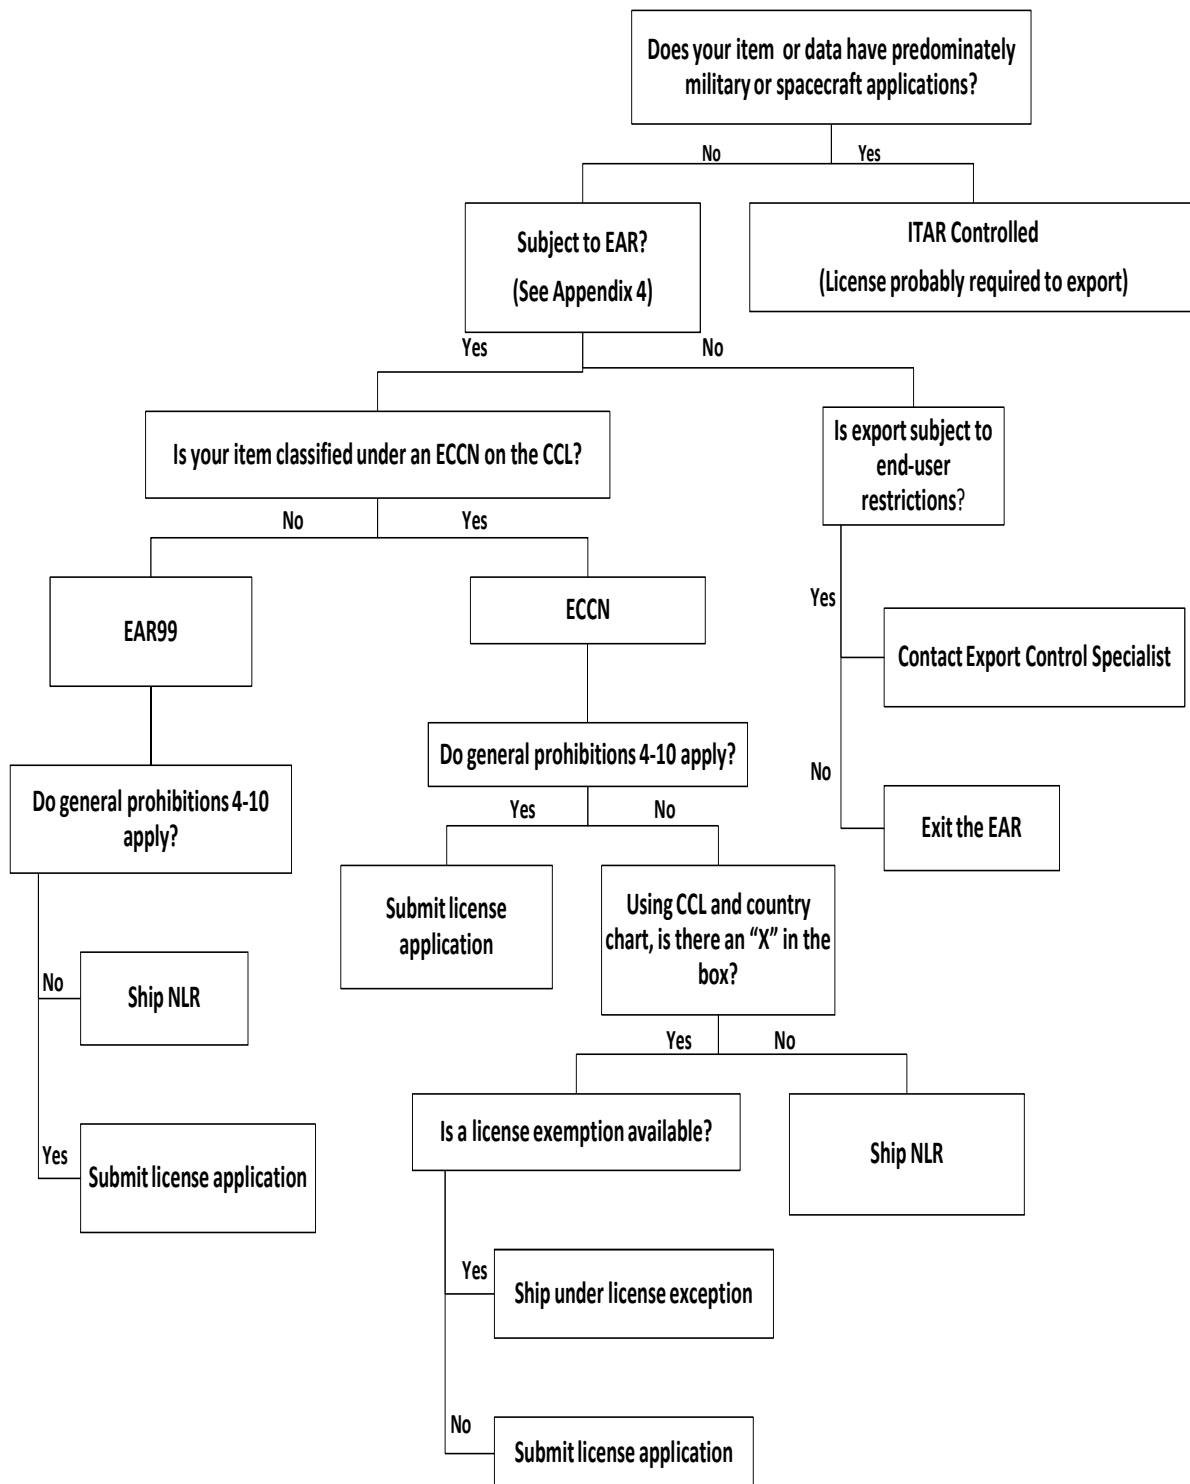 Does your item or data have predominately
military or spacecraft applications?
No
Yes
Subject to EAR?
(See Appendix 4)
ITAR Controlled
(License probably required to export)
Yes
No
Is your item classified under an ECCN on the CCL?
Is export subject to
end-user
restrictions?
No
Yes
EAR99
ECCN
Yes
Contact Export Control Specialist
Do general prohibitions 4-10 apply?
No
Do general prohibitions 4-10
apply?
Yes
No
Exit the EAR
Submit license
application
Using CCL and country
chart, is there an “X” in the
box?
No
Ship NLR
Yes
No
Is a license exemption available?
Ship NLR
Yes
Submit license application
Yes
Ship under license exception
No
Submit license application